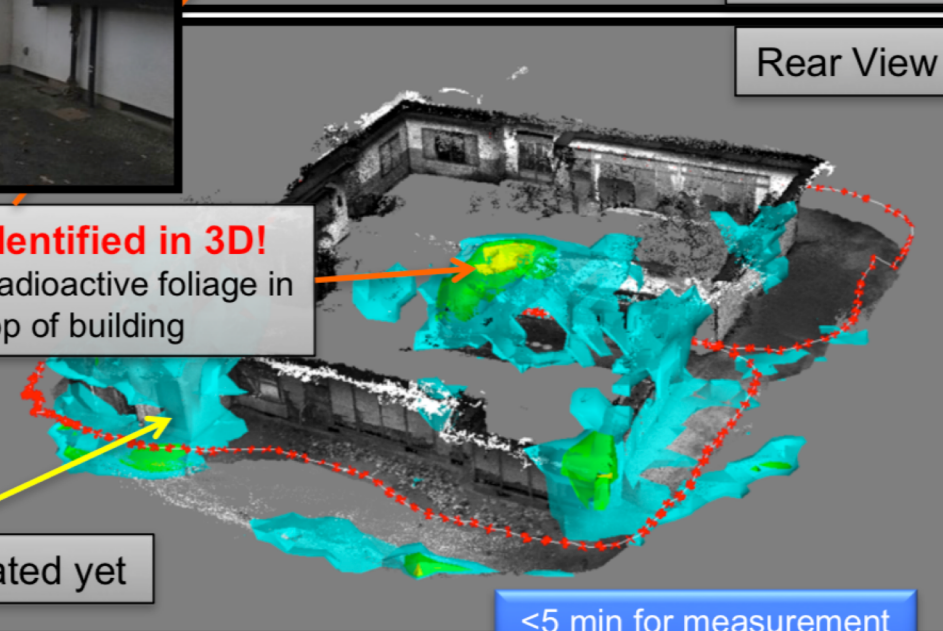 Rear View
dentified in 3D!
adioactive foliage in
op of building
ated yet
<5 min for measurement